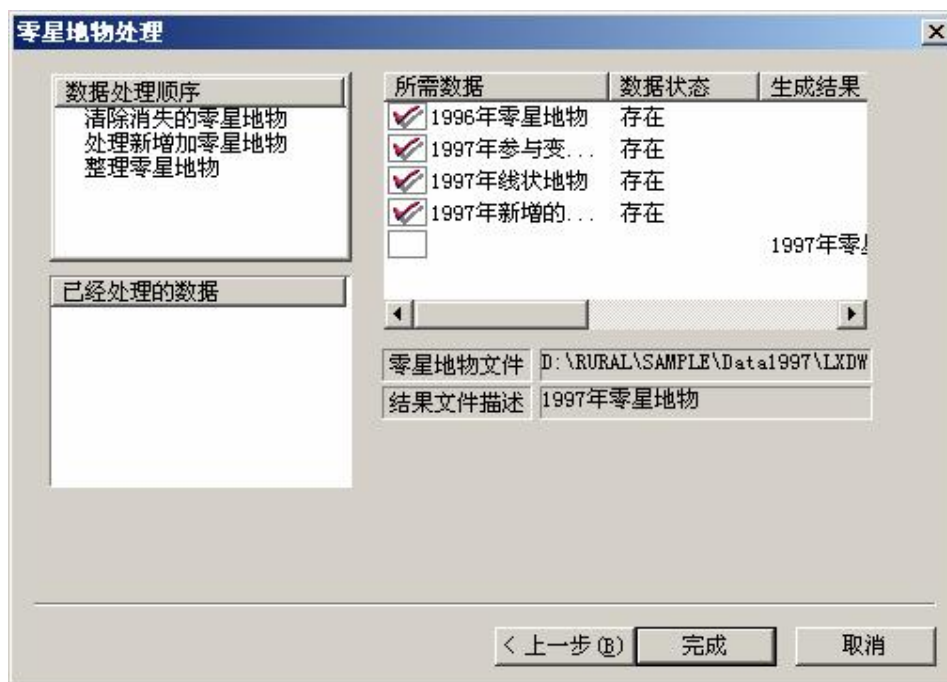 零星地物处理
数据处理顺序
清除消失的零星地物
处理新增加零星地物
整理零星地物
已经处理的数据
所需数据 数据状态 生成结果
1996年零星地物 存在
1997年参与变... 存在
1997年线状地物 存在
1997年新增的... 存在
1997年零
零星地物文件 D:\RURAL\SAMPLE\Data1997\LXDW
结果文件描述 1997年零星地物
< 上一步(B) 完成 取消